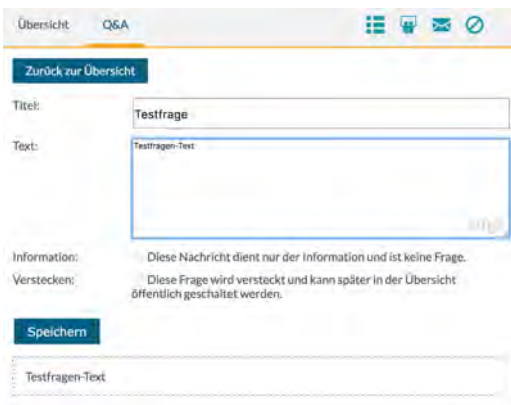 Übersicht Q&A
Zurück zur Übersicht
Titel: Testfrage
Text: Testfragen-Text
Information: Diese Nachricht dient nur der Information und ist keine Frage.
Verstecken: Diese Frage wird versteckt und kann später in der Übersicht
öffentlich geschaltet werden.
Speichern
Testfragen-Text